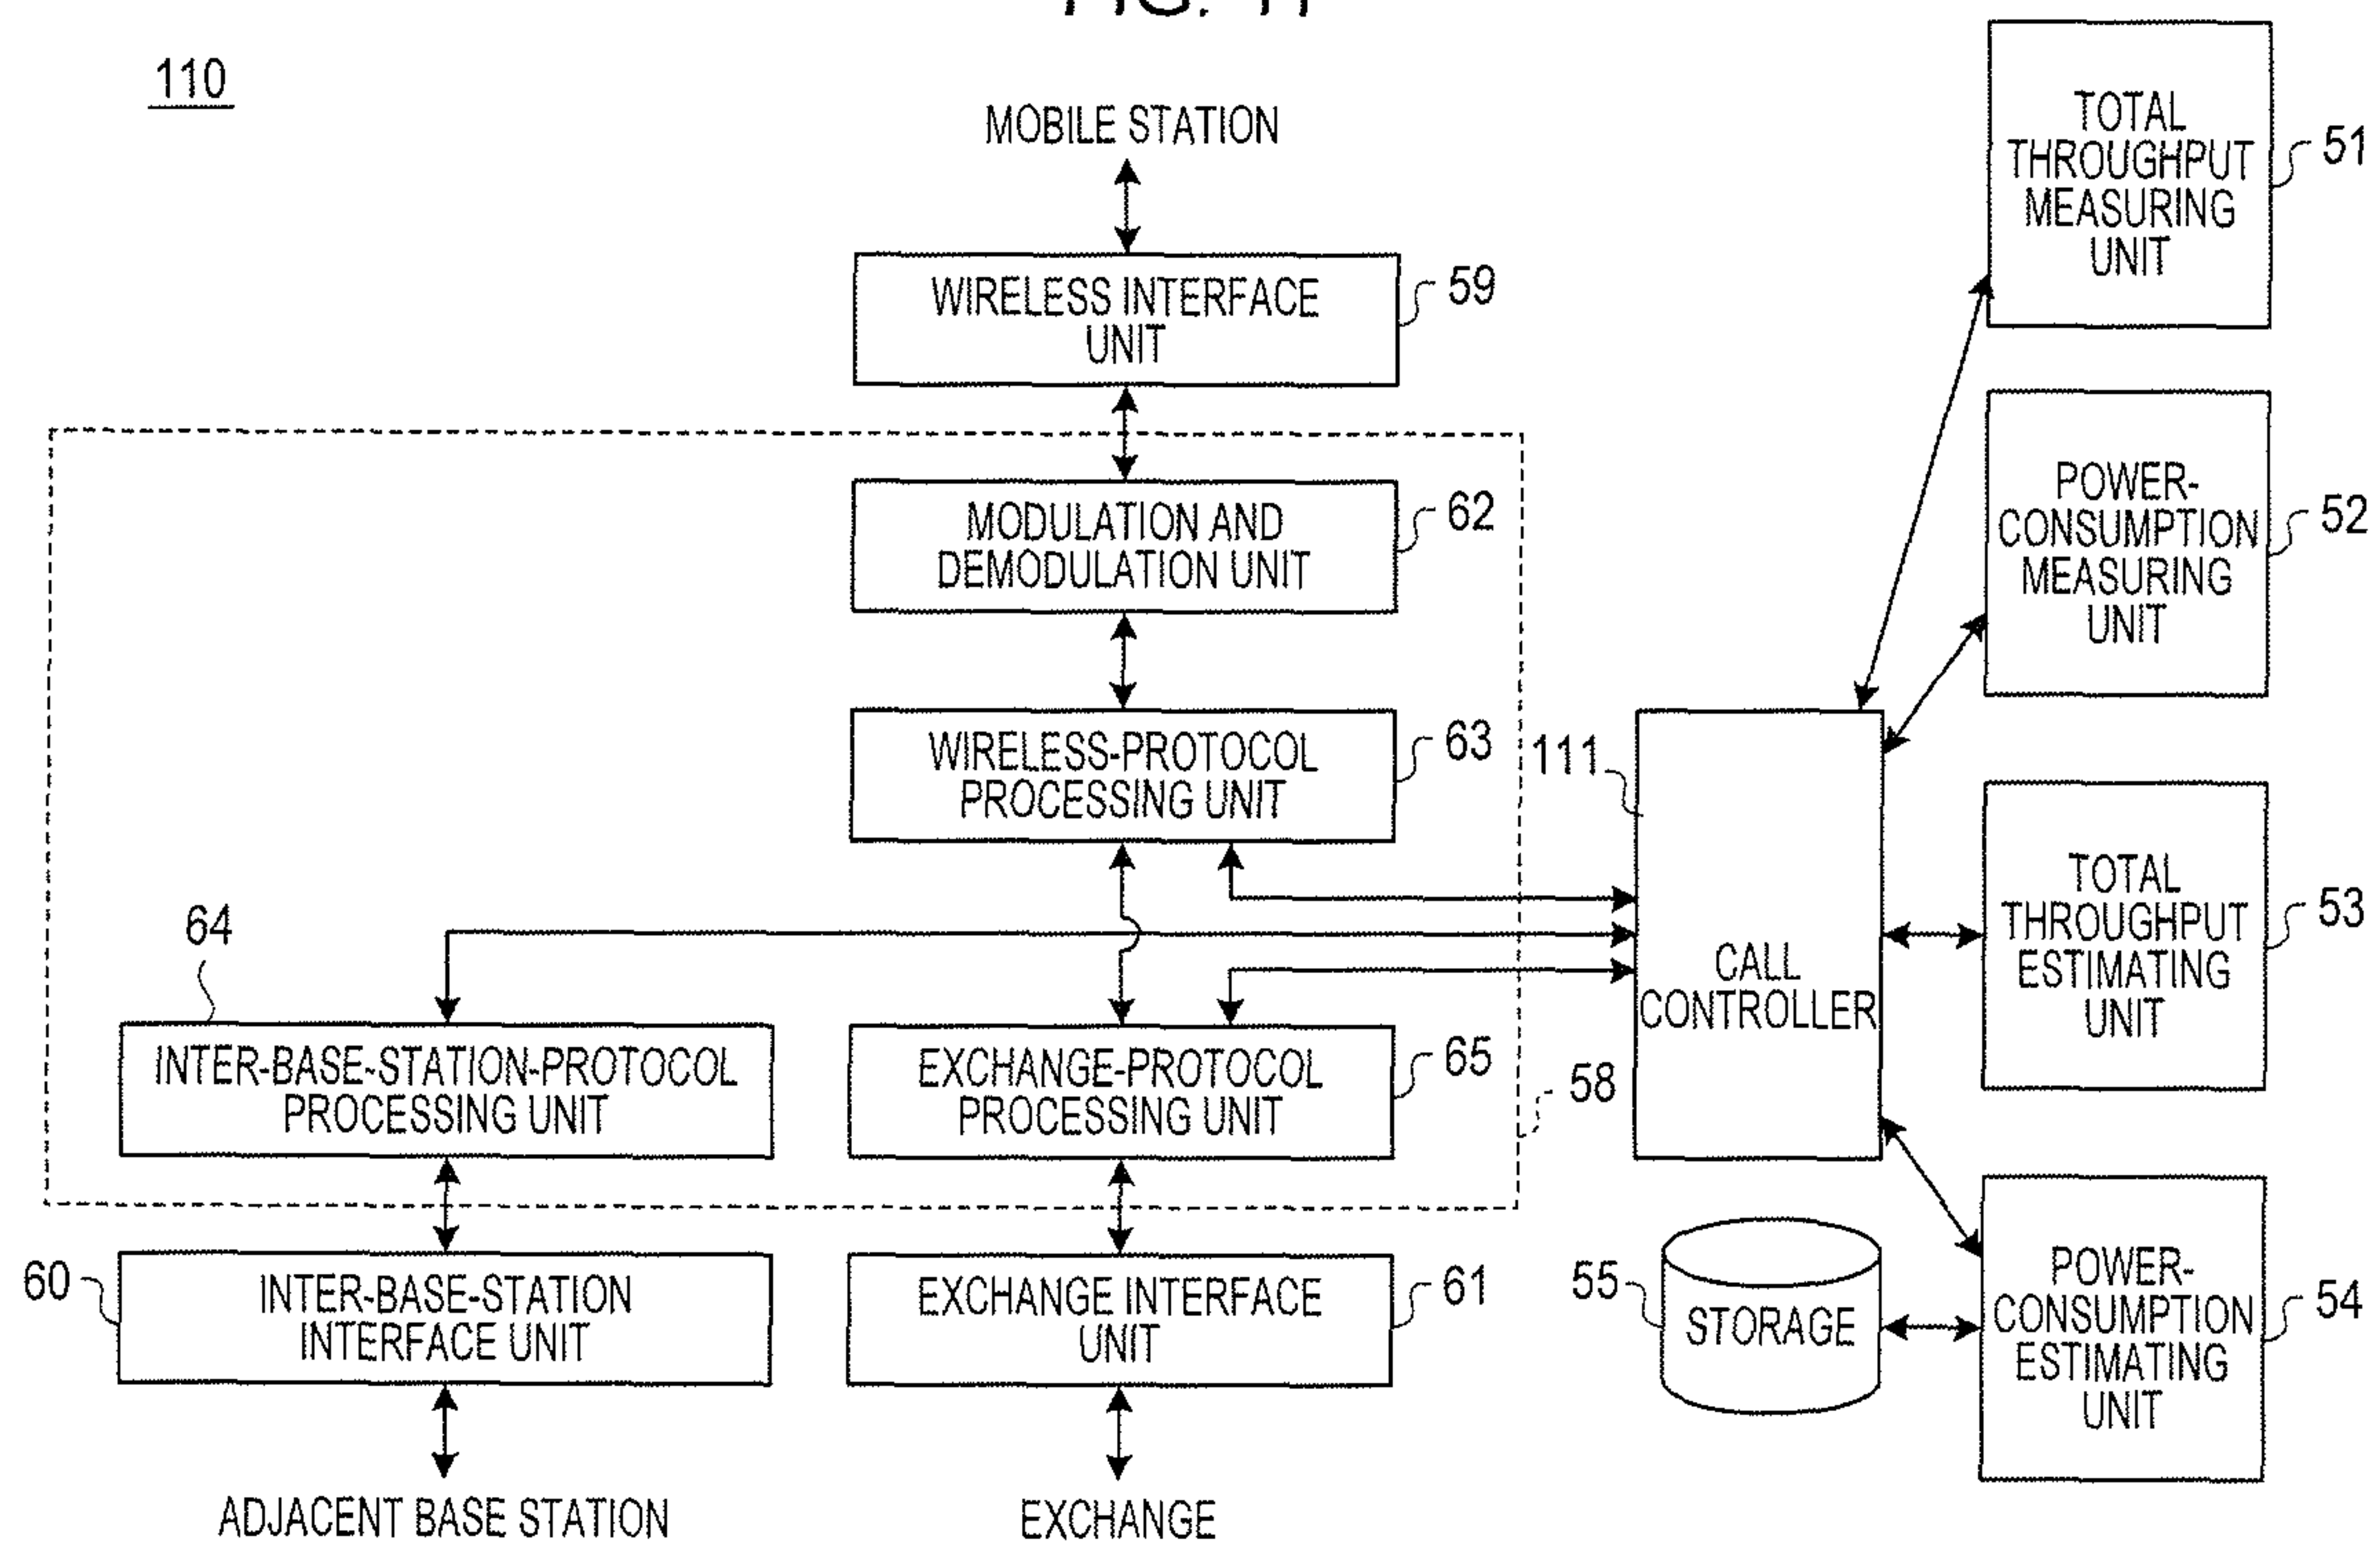 FIG. 11
110
MOBILE STATION
WIRELESS INTERFACE
UNIT
59
MODULATION AND
DEMODULATION UNIT
62
WIRELESS-PROTOCOL
PROCESSING UNIT
63
64
INTER-BASE-STATION-PROTOCOL
PROCESSING UNIT
EXCHANGE-PROTOCOL
PROCESSING UNIT
65
58
60
INTER-BASE-STATION
INTERFACE UNIT
EXCHANGE INTERFACE
UNIT
61
ADJACENT BASE STATION
EXCHANGE
111
CALL
CONTROLLER
55
STORAGE
TOTAL
THROUGHPUT
MEASURING
UNIT
51
POWER-
CONSUMPTION
MEASURING
UNIT
52
TOTAL
THROUGHPUT
ESTIMATING
UNIT
53
POWER-
CONSUMPTION
ESTIMATING
UNIT
54